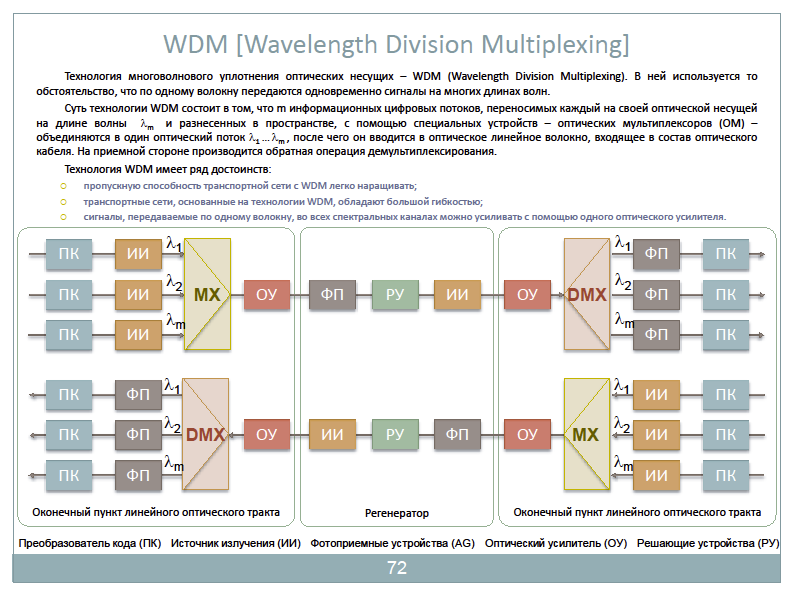 WDM [Wavelength Division Multiplexing]
Технология многоволнового уплотнения оптических несущих – WDM (Wavelength Division Multiplexing). В ней используется то
обстоятельство, что по одному волокну передаются одновременно сигналы на многих длинах волн.
Суть технологии WDM состоит в том, что m информационных цифровых потоков, переносимых каждый на своей оптической несущей
на длине волны λm и разнесенных в пространстве, с помощью специальных устройств – оптических мультиплексоров (ОМ) –
объединяются в один оптический поток λ1 ... λm, после чего он вводится в оптическое линейное волокно, входящее в состав оптического
кабеля. На приемной стороне производится обратная операция демультиплексирования.
Технология WDM имеет ряд достоинств:
пропускную способность транспортной сети с WDM легко наращивать;
транспортные сети, основанные на технологии WDM, обладают большой гибкостью;
сигналы, передаваемые по одному волокну, во всех спектральных каналах можно усиливать с помощью одного оптического усилителя.
ПК ИИ λ1 λ1 ФП ПК
ПК ИИ λ2 MX ОУ ФП РУ ИИ ОУ DMX λ2 ФП ПК
ПК ИИ λm λm ФП ПК
ПК ФП λ1 λ1 ИИ ПК
ПК ФП λ2 DMX ОУ ИИ РУ ФП ОУ MX λ2 ИИ ПК
ПК ФП λm λm ИИ ПК
Оконечный пункт линейного оптического тракта Регенератор Оконечный пункт линейного оптического тракта
Преобразователь кода (ПК) Источник излучения (ИИ) Фотоприемные устройства (AG) Оптический усилитель (ОУ) Решающие устройства (РУ)
72